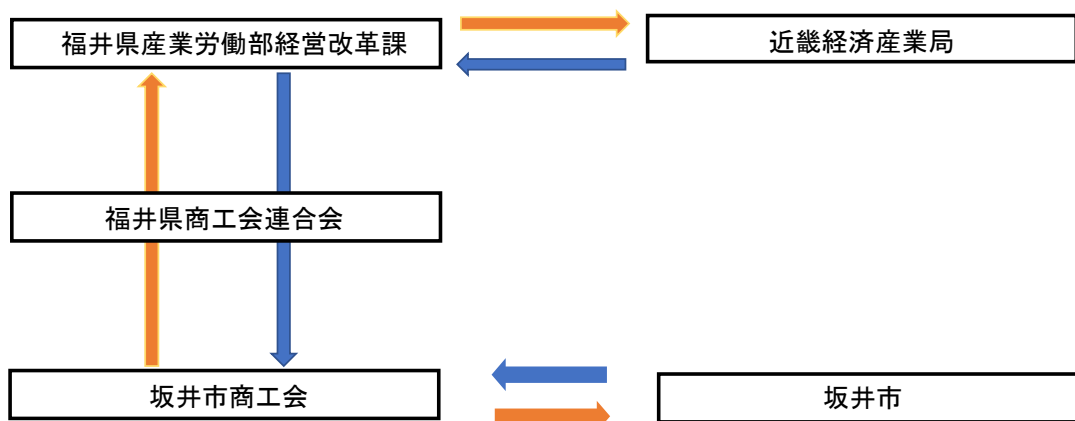 福井県産業労働部経営改革課
近畿経済産業局
福井県商工会連合会
坂井市商工会
坂井市